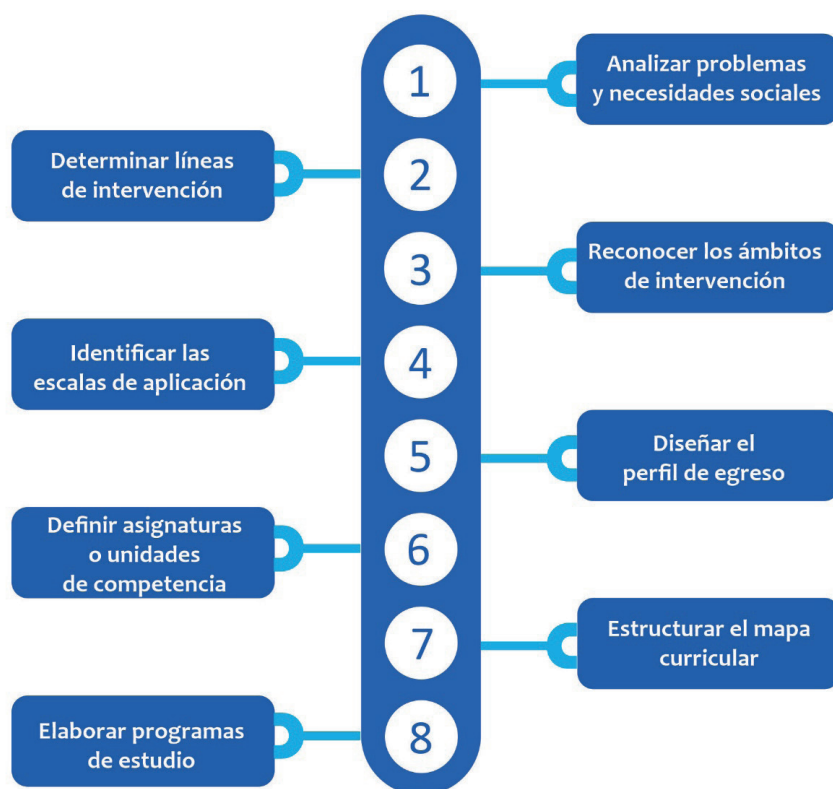 1
Analizar problemas
y necesidades sociales
2
Determinar líneas
de intervención
3
Reconocer los ámbitos
de intervención
4
Identificar las
escalas de aplicación
5
Diseñar el
perfil de egreso
6
Definir asignaturas
o unidades
de competencia
7
Estructurar el mapa
curricular
8
Elaborar programas
de estudio